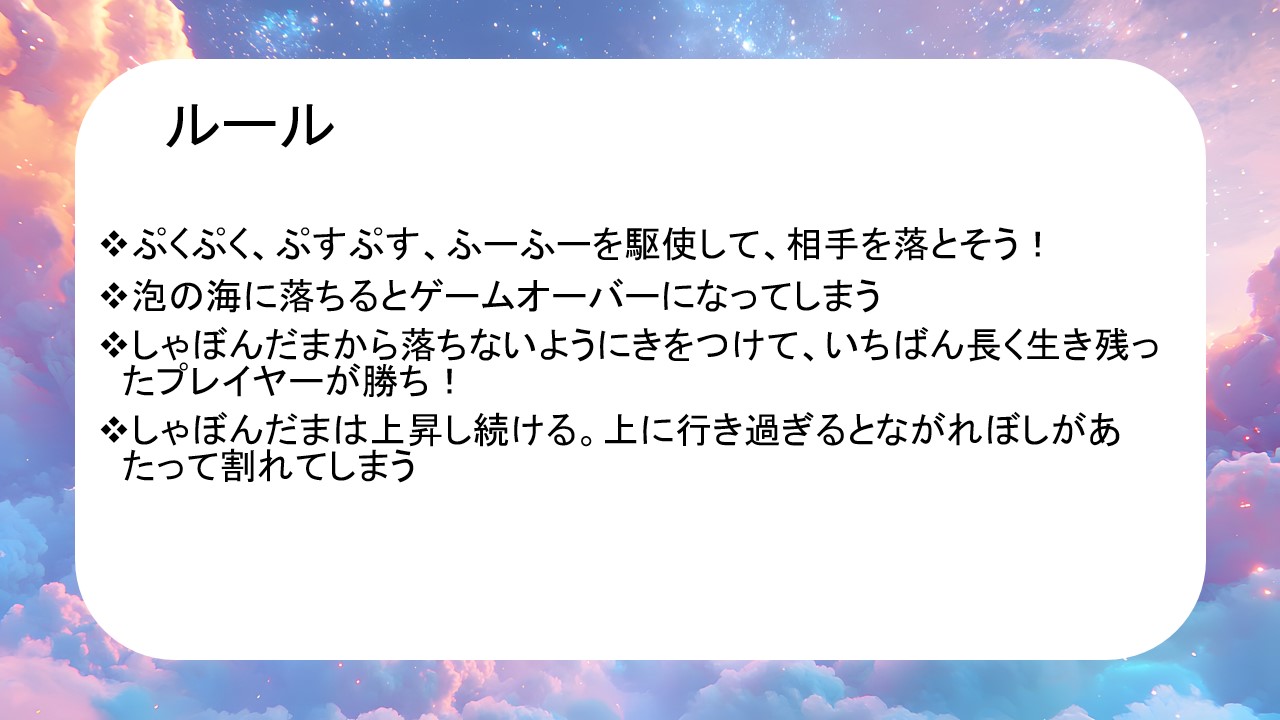 ルール
❖ぷくぷく、ぷすぷす、ふーふーを駆使して、相手を落とそう！
❖泡の海に落ちるとゲームオーバーになってしまう
❖しゃぼんだまから落ちないようにきをつけて、いちばん長く生き残っ
たプレイヤーが勝ち！
❖しゃぼんだまは上昇し続ける。上に行き過ぎるとながれぼしがあ
たって割れてしまう